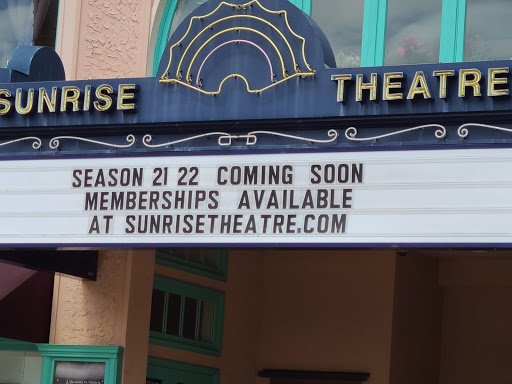 SUNRISE THEATRE
SEASON 21 22 COMING SOON
MEMBERSHIPS AVAILABLE
AT SUNRISETHEATRE.COM